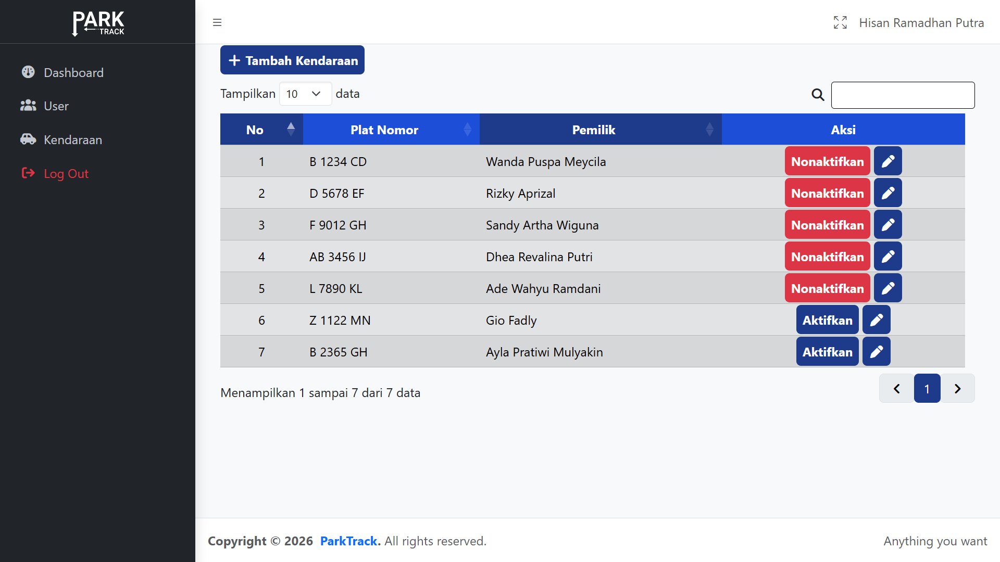 PARK
TRACK
Hisan Ramadhan Putra
Dashboard
User
Kendaraan
Log Out
Tambah Kendaraan
Tampilkan 10 data
No Plat Nomor Pemilik Aksi
1 B 1234 CD Wanda Puspa Meycila Nonaktifkan
2 D 5678 EF Rizky Aprizal Nonaktifkan
3 F 9012 GH Sandy Artha Wiguna Nonaktifkan
4 AB 3456 IJ Dhea Revalina Putri Nonaktifkan
5 L 7890 KL Ade Wahyu Ramdani Nonaktifkan
6 Z 1122 MN Gio Fadly Aktifkan
7 B 2365 GH Ayla Pratiwi Mulyakin Aktifkan
Menampilkan 1 sampai 7 dari 7 data
1
Copyright © 2026 ParkTrack. All rights reserved.
Anything you want